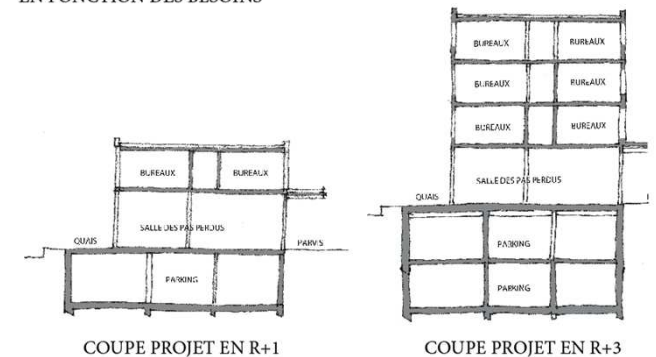 EN FONCTION DES BESOINS
BUREAUX
BUREAUX
SALLE DES PAS PERDUS
QUAIS
PARVIS
PARKING
COUPE PROJET EN R+1
BUREAUX
BUREAUX
BUREAUX
BUREAUX
BUREAUX
BUREAUX
SALLE DES PAS PERDUS
QUAIS
PARKING
PARKING
COUPE PROJET EN R+3